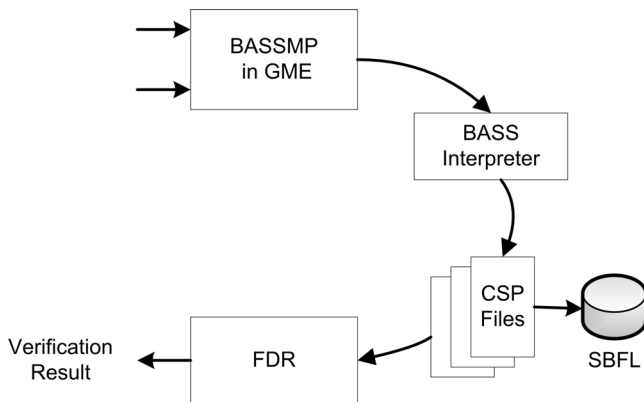 BASSMP
in GME
BASS
Interpreter
CSP
Files
SBFL
FDR
Verification
Result